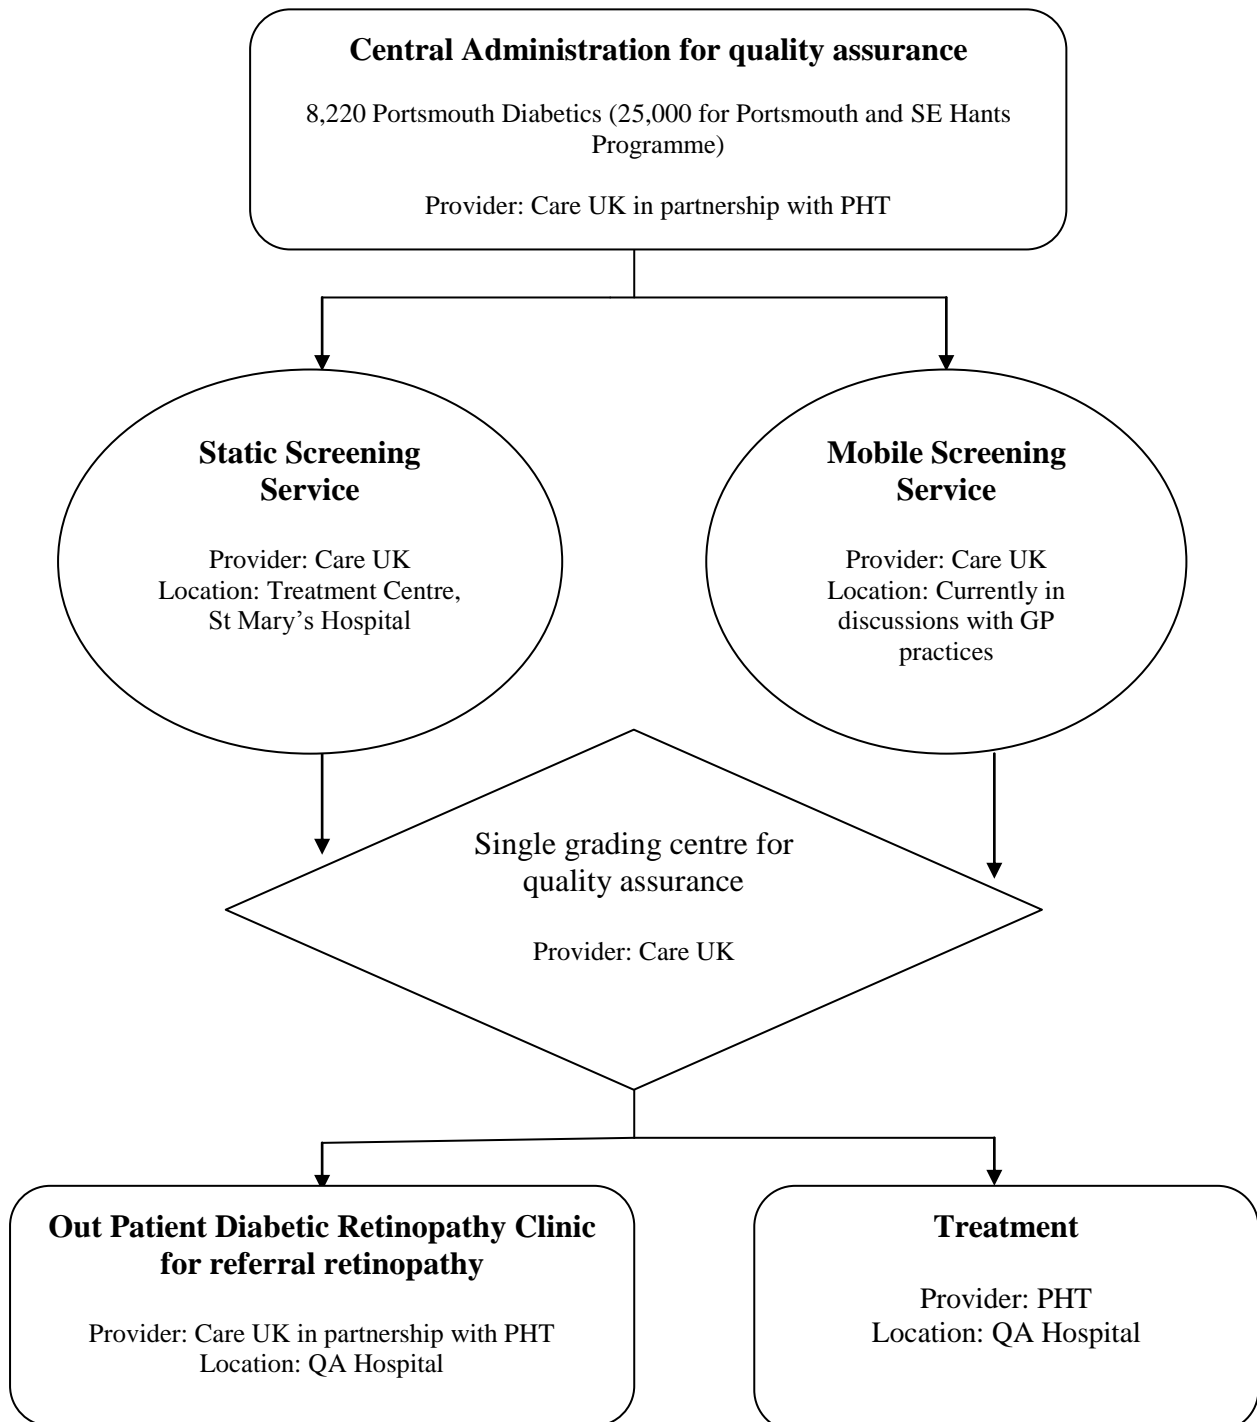 Central Administration for quality assurance
8,220 Portsmouth Diabetics (25,000 for Portsmouth and SE Hants
Programme)
Provider: Care UK in partnership with PHT
Static Screening
Service
Provider: Care UK
Location: Treatment Centre,
St Mary’s Hospital
Mobile Screening
Service
Provider: Care UK
Location: Currently in
discussions with GP
practices
Single grading centre for
quality assurance
Provider: Care UK
Out Patient Diabetic Retinopathy Clinic
for referral retinopathy
Provider: Care UK in partnership with PHT
Location: QA Hospital
Treatment
Provider: PHT
Location: QA Hospital